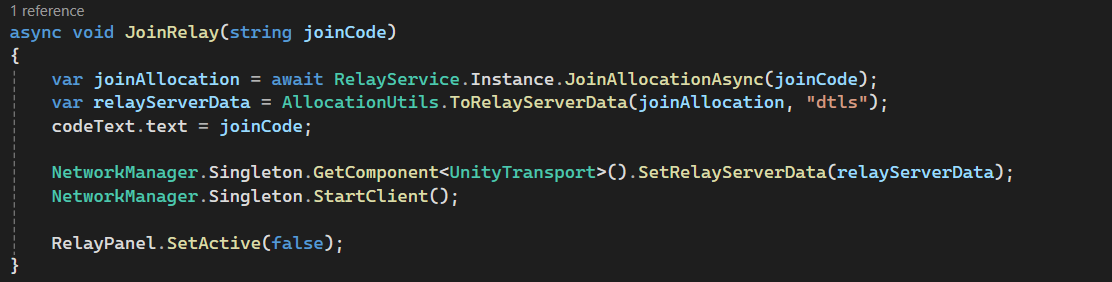 1 reference
async void JoinRelay(string joinCode)
{
var joinAllocation = await RelayService.Instance.JoinAllocationAsync(joinCode);
var relayServerData = AllocationUtils.ToRelayServerData(joinAllocation, "dtls");
codeText.text = joinCode;
NetworkManager.Singleton.GetComponent<UnityTransport>().SetRelayServerData(relayServerData);
NetworkManager.Singleton.StartClient();
RelayPanel.SetActive(false);
}